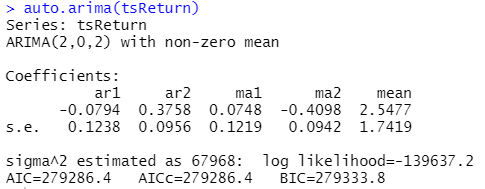 > auto.arima(tsReturn)
Series: tsReturn
ARIMA(2,0,2) with non-zero mean
Coefficients:
ar1 ar2 ma1 ma2 mean
-0.0794 0.3758 0.0748 -0.4098 2.5477
s.e. 0.1238 0.0956 0.1219 0.0942 1.7419
sigma^2 estimated as 67968: log likelihood=-139637.2
AIC=279286.4 AICc=279286.4 BIC=279333.8